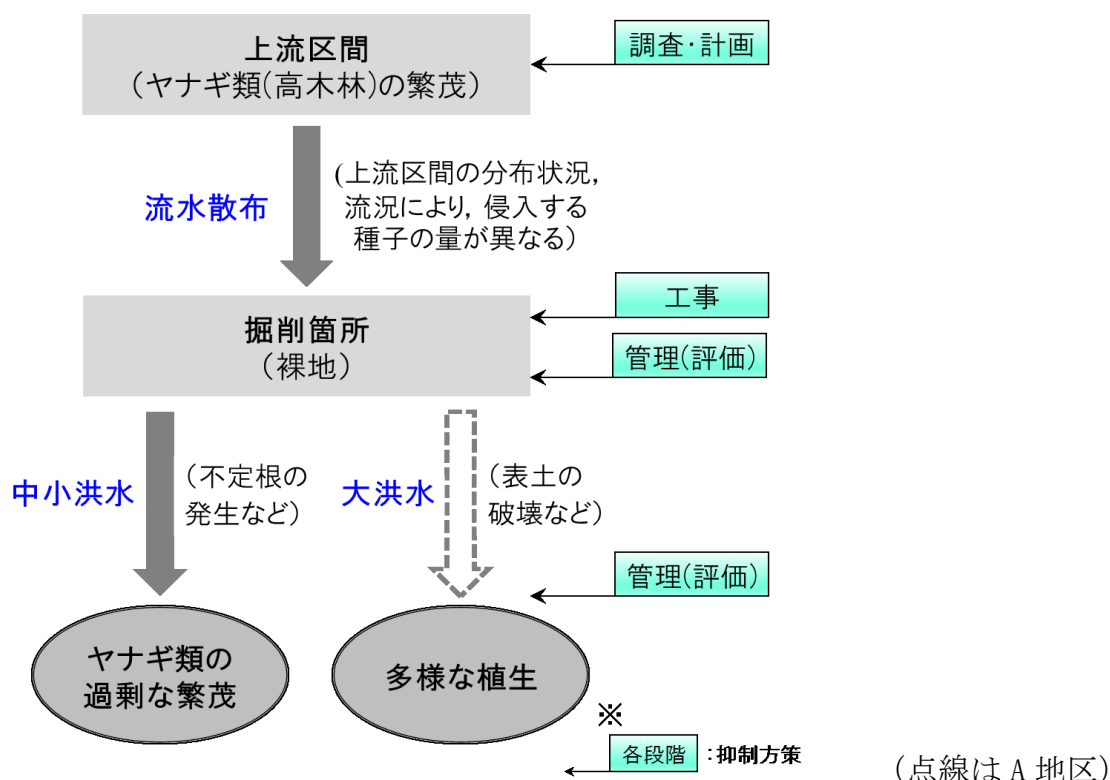 上流区間
（ヤナギ類(高木林)の繁茂）
調査･計画
流水散布
(上流区間の分布状況，
流況により，侵入する
種子の量が異なる）
掘削箇所
（裸地）
工事
管理(評価)
中小洪水
（不定根の
発生など）
大洪水
（表土の
破壊など）
管理(評価)
ヤナギ類の
過剰な繁茂
多様な植生
※
各段階：抑制方策
（点線は A 地区）